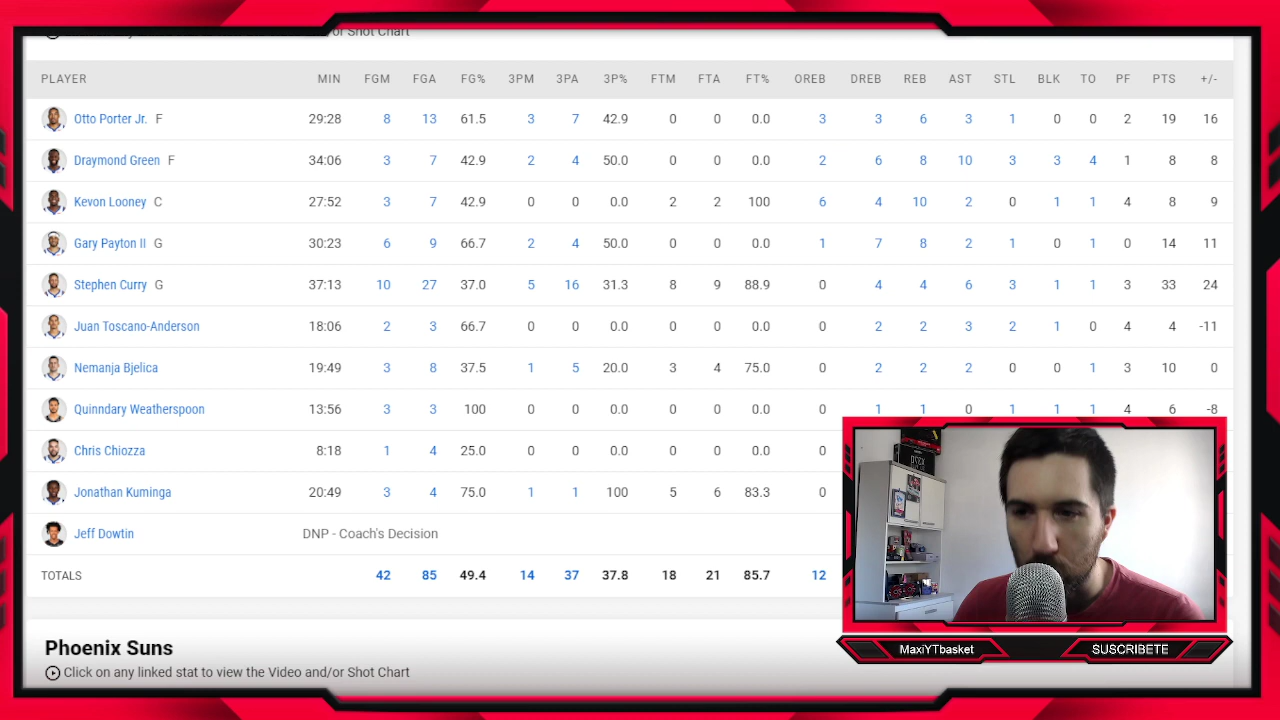 or Shot Chart
PLAYER MIN FGM FGA FG% 3PM 3PA 3P% FTM FTA FT% OREB DREB REB AST STL BLK TO PF PTS +/-
Otto Porter Jr. F 29:28 8 13 61.5 3 7 42.9 0 0 0.0 3 3 6 3 1 0 0 2 19 16
Draymond Green F 34:06 3 7 42.9 2 4 50.0 0 0 0.0 2 6 8 10 3 3 4 1 8 8
Kevon Looney C 27:52 3 7 42.9 0 0 0.0 2 2 100 6 4 10 2 0 1 1 4 8 9
Gary Payton II G 30:23 6 9 66.7 2 4 50.0 0 0 0.0 1 7 8 2 1 0 1 0 14 11
Stephen Curry G 37:13 10 27 37.0 5 16 31.3 8 9 88.9 0 4 4 6 3 1 1 3 33 24
Juan Toscano-Anderson 18:06 2 3 66.7 0 0 0.0 0 0 0.0 0 2 2 3 2 1 0 4 4 -11
Nemanja Bjelica 19:49 3 8 37.5 1 5 20.0 3 4 75.0 0 2 2 2 0 0 1 3 10 0
Quinndary Weatherspoon 13:56 3 3 100 0 0 0.0 0 0 0.0 0 1 1 0 1 1 1 4 6 -8
Chris Chiozza 8:18 1 4 25.0 0 0 0.0 0 0 0.0 0
Jonathan Kuminga 20:49 3 4 75.0 1 1 100 5 6 83.3 0
Jeff Dowtin DNP - Coach's Decision
TOTALS 42 85 49.4 14 37 37.8 18 21 85.7 12
Phoenix Suns
Click on any linked stat to view the Video and/or Shot Chart
MaxiYTbasket
SUSCRIBETE